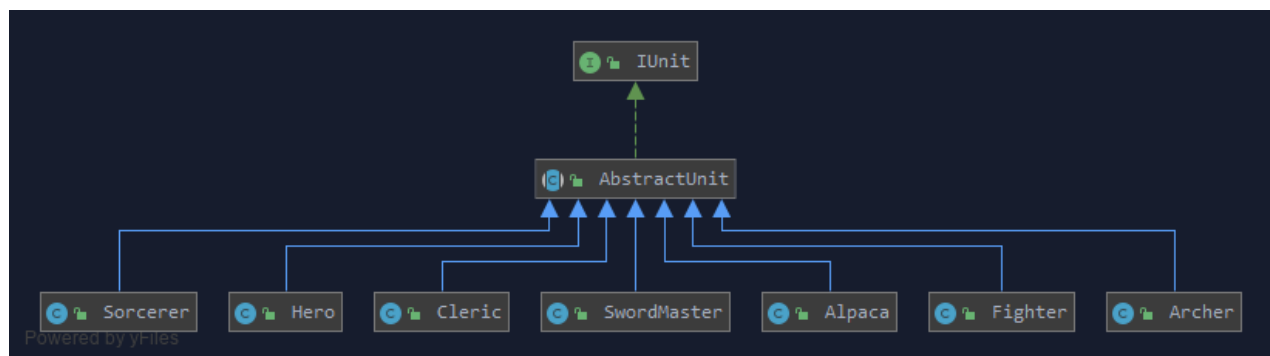 IUnit
AbstractUnit
Sorcerer Hero Cleric SwordMaster Alpaca Fighter Archer
Powered by yFiles